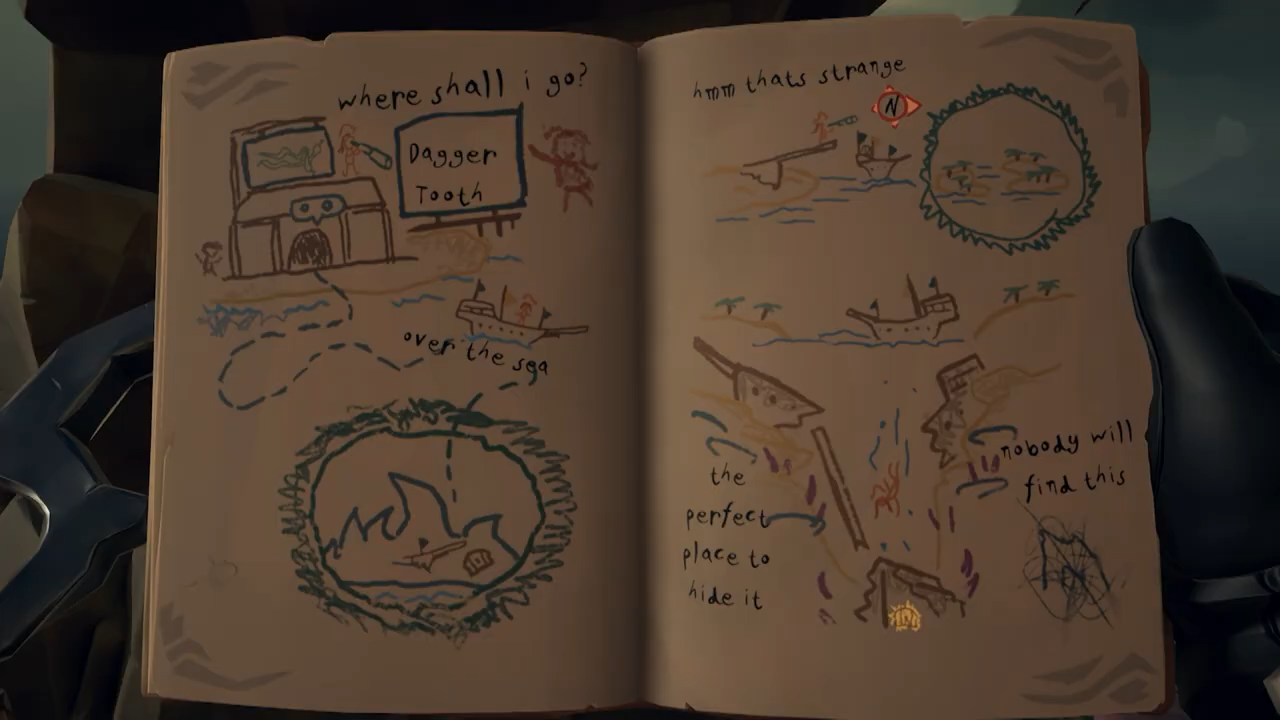 where shall i go?
Dagger
Tooth
over the sea
hmm thats strange
N
the
perfect
place to
hide it
nobody will
find this